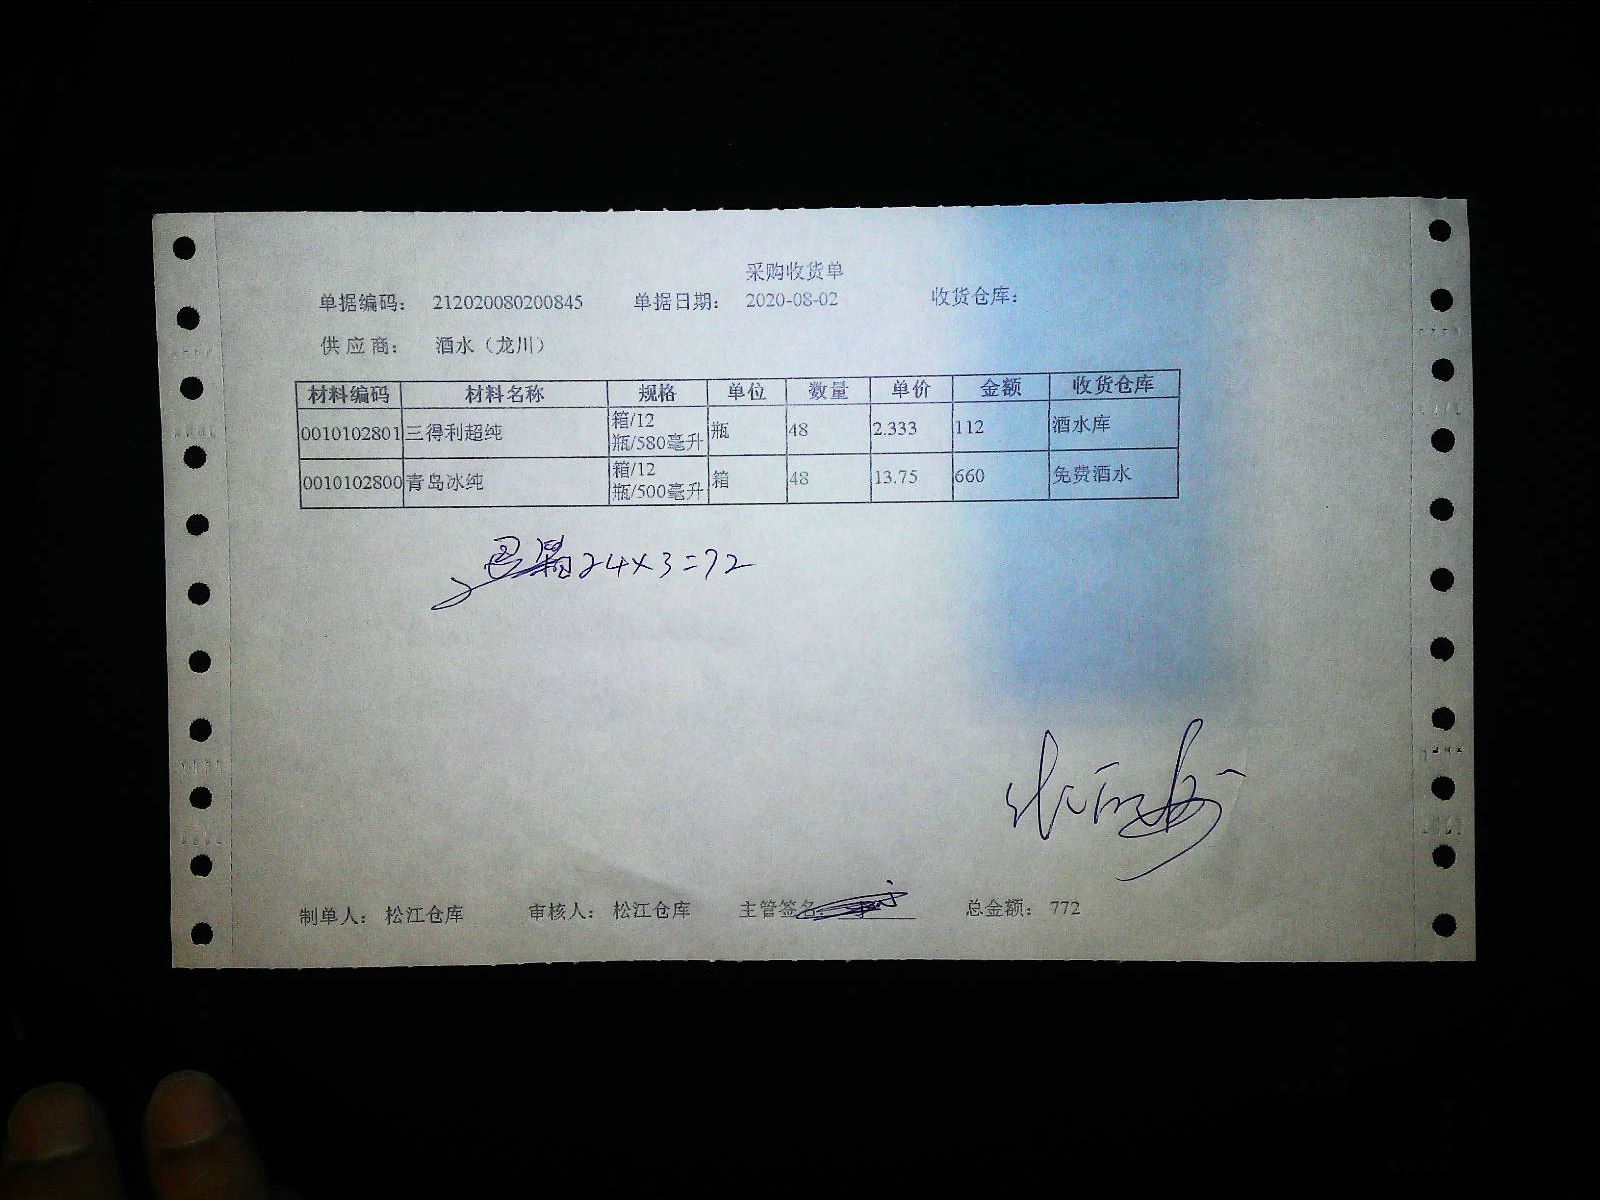 采购收货单
单据编码： 212020080200845 单据日期： 2020-08-02 收货仓库：
供 应 商： 酒水（龙川）
材料编码 材料名称 规格 单位 数量 单价 金额 收货仓库
0010102801 三得利超纯 箱/12瓶/580毫升 瓶 48 2.333 112 酒水库
0010102800 青岛冰纯 箱/12瓶/500毫升 箱 48 13.75 660 免费酒水
24×3=72
制单人： 松江仓库 审核人： 松江仓库 主管签名： 总金额： 772